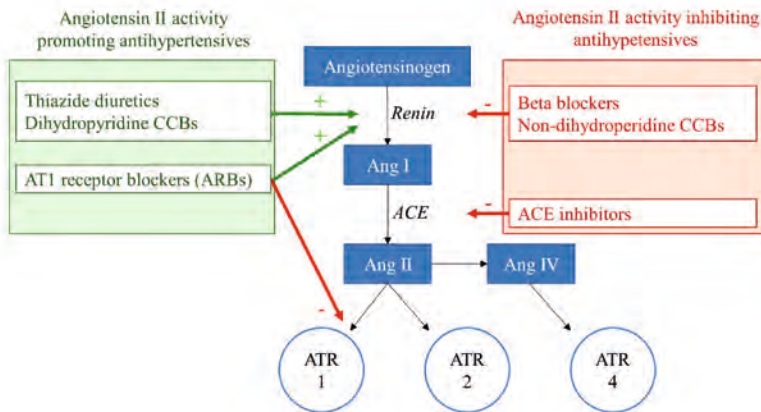 Angiotensin II activity
promoting antihypertensives
Angiotensin II activity inhibiting
antihypetensives
Thiazide diuretics
Dihydropyridine CCBs
AT1 receptor blockers (ARBs)
+
+
-
Angiotensinogen
Renin
Ang I
ACE
Ang II
Ang IV
-
Beta blockers
Non-dihydroperidine CCBs
-
ACE inhibitors
ATR
1
ATR
2
ATR
4